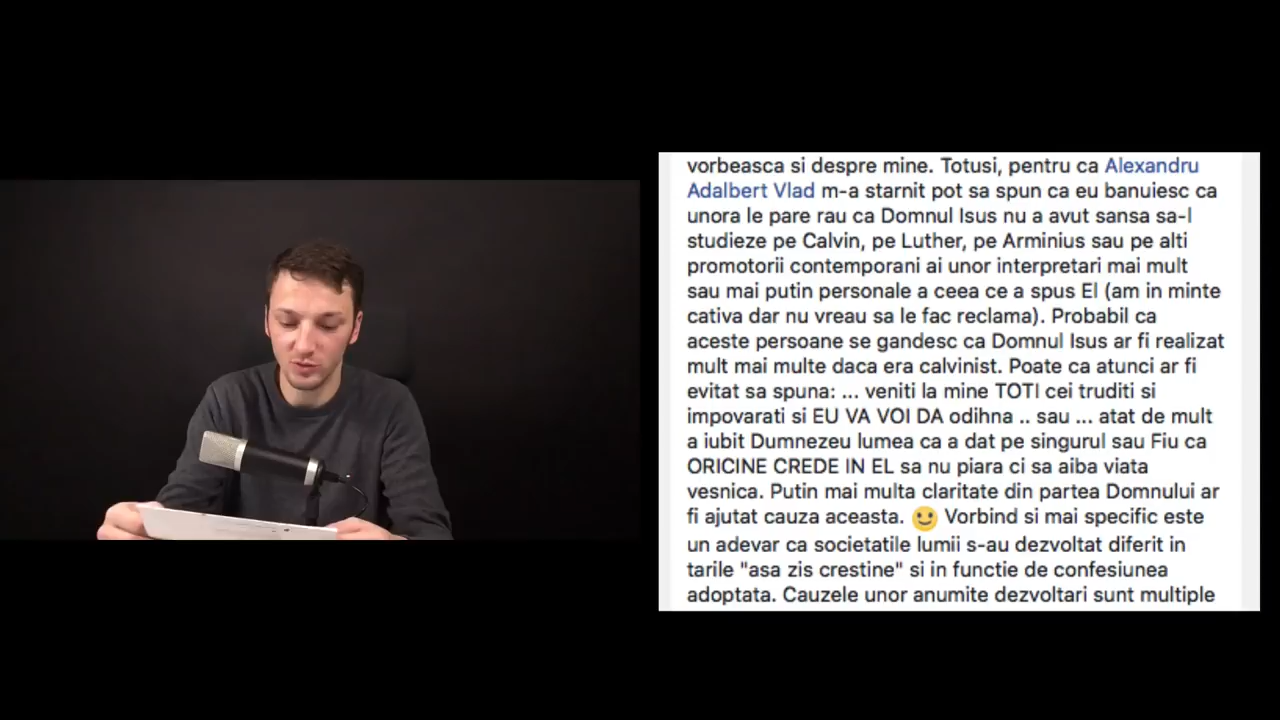 vorbeasca si despre mine. Totusi, pentru ca Alexandru
Adalbert Vlad m-a starnit pot sa spun ca eu banuiesc ca
unora le pare rau ca Domnul Isus nu a avut sansa sa-l
studieze pe Calvin, pe Luther, pe Arminius sau pe alti
promotorii contemporani ai unor interpretari mai mult
sau mai putin personale a ceea ce a spus El (am in minte
cativa dar nu vreau sa le fac reclama). Probabil ca
aceste persoane se gandesc ca Domnul Isus ar fi realizat
mult mai multe daca era calvinist. Poate ca atunci ar fi
evitat sa spuna: ... veniti la mine TOTI cei truditi si
impovarati si EU VA VOI DA odihna .. sau ... atat de mult
a iubit Dumnezeu lumea ca a dat pe singurul sau Fiu ca
ORICINE CREDE IN EL sa nu piara ci sa aiba viata
vesnica. Putin mai multa claritate din partea Domnului ar
fi ajutat cauza aceasta. 🙂 Vorbind si mai specific este
un adevar ca societatile lumii s-au dezvoltat diferit in
tarile "asa zis crestine" si in functie de confesiunea
adoptata. Cauzele unor anumite dezvoltari sunt multiple